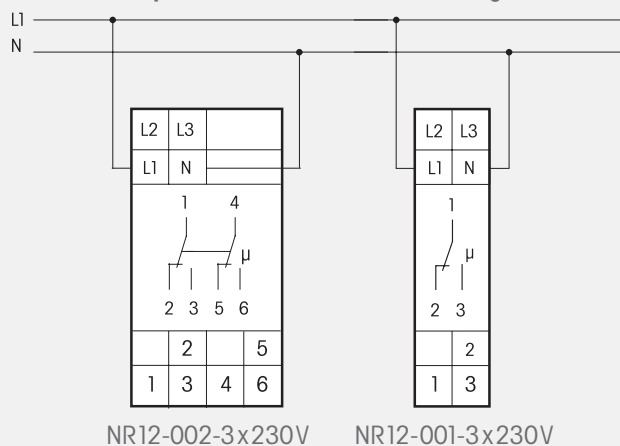 L1
N
L2 L3
L1 N
1 4
µ
2 3 5 6
2 5
1 3 4 6
NR12-002-3x230V
L2 L3
L1 N
1
µ
2 3
2
1 3
NR12-001-3x230V